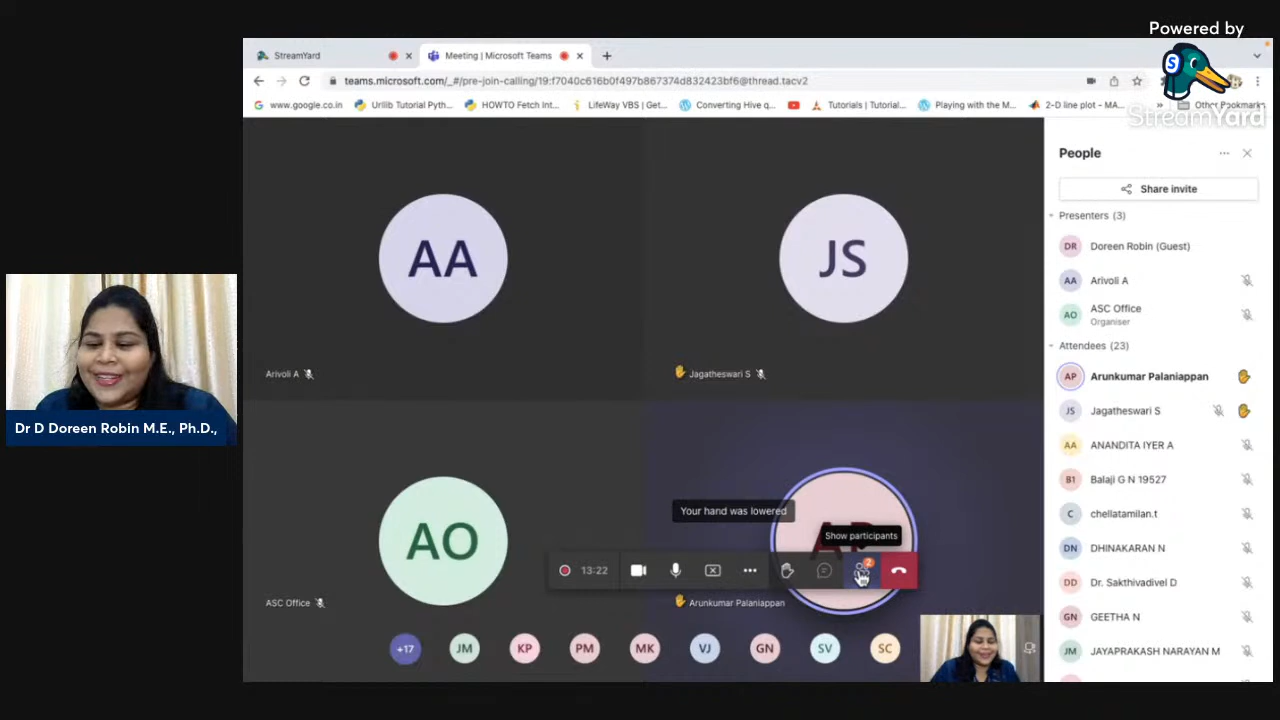 Powered by
StreamYard
StreamYard
Meeting | Microsoft Teams
teams.microsoft.com/_#/pre-join-calling/19:f7040c616b0f497b867374d832423bf6@thread.tacv2
www.google.co.in
Urllib Tutorial Pyth...
HOWTO Fetch Int...
LifeWay VBS | Get...
Converting Hive q...
Tutorials | Tutorial...
Playing with the M...
2-D line plot - MA...
Other Bookmarks
AA
Arivoli A
JS
Jagatheswari S
AO
ASC Office
Your hand was lowered
Show participants
13:22
2
Arunkumar Palaniappan
+17
JM
KP
PM
MK
VJ
GN
SV
SC
Dr D Doreen Robin M.E., Ph.D.,
People
Share invite
Presenters (3)
DR Doreen Robin (Guest)
AA Arivoli A
AO ASC Office
Organiser
Attendees (23)
AP Arunkumar Palaniappan
JS Jagatheswari S
AA ANANDITA IYER A
B1 Balaji G N 19527
C chellatamilan.t
DN DHINAKARAN N
DD Dr. Sakthivadivel D
GN GEETHA N
JM JAYAPRAKASH NARAYAN M